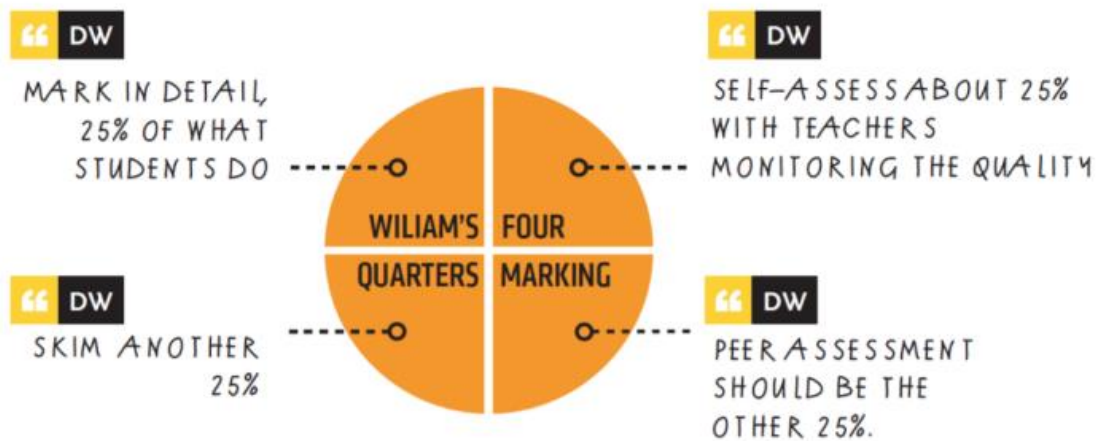 “ DW
MARK IN DETAIL,
25% OF WHAT
STUDENTS DO
“ DW
SELF-ASSESS ABOUT 25%
WITH TEACHERS
MONITORING THE QUALITY
WILIAM'S FOUR
QUARTERS MARKING
“ DW
SKIM ANOTHER
25%
“ DW
PEER ASSESSMENT
SHOULD BE THE
OTHER 25%.